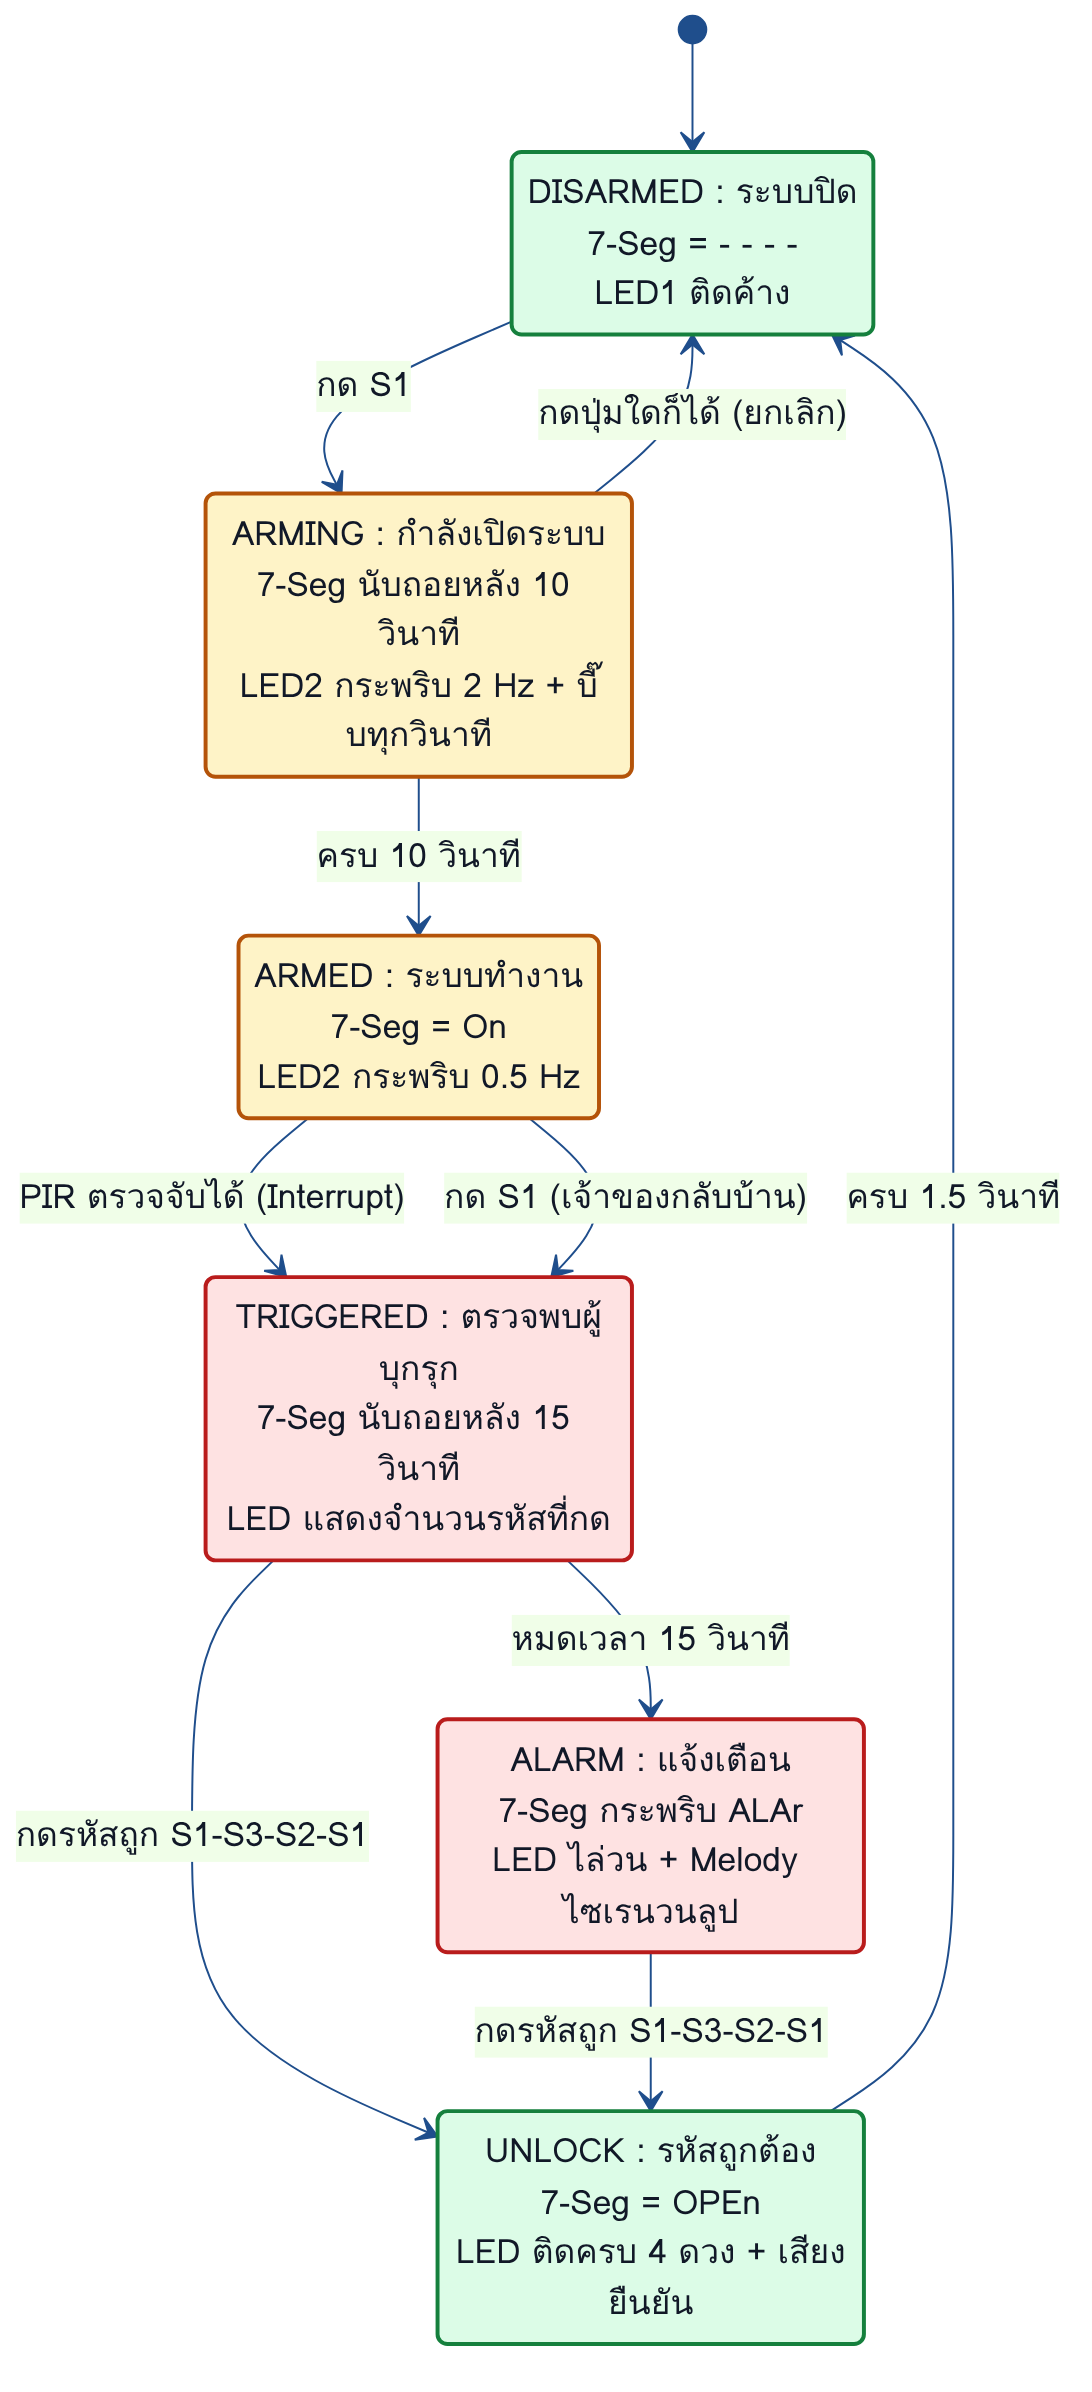 DISARMED : ระบบปิด
7-Seg = - - - -
LED1 ติดค้าง
กด S1
กดปุ่มใดก็ได้ (ยกเลิก)
ARMING : กำลังเปิดระบบ
7-Seg นับถอยหลัง 10
วินาที
LED2 กระพริบ 2 Hz + บี๊
บทุกวินาที
ครบ 10 วินาที
ARMED : ระบบทำงาน
7-Seg = On
LED2 กระพริบ 0.5 Hz
PIR ตรวจจับได้ (Interrupt)
กด S1 (เจ้าของกลับบ้าน)
ครบ 1.5 วินาที
TRIGGERED : ตรวจพบผู้
บุกรุก
7-Seg นับถอยหลัง 15
วินาที
LED แสดงจำนวนรหัสที่กด
หมดเวลา 15 วินาที
ALARM : แจ้งเตือน
7-Seg กระพริบ ALAr
LED ไล่วน + Melody
ไซเรนวนลูป
กดรหัสถูก S1-S3-S2-S1
กดรหัสถูก S1-S3-S2-S1
UNLOCK : รหัสถูกต้อง
7-Seg = OPEn
LED ติดครบ 4 ดวง + เสียง
ยืนยัน